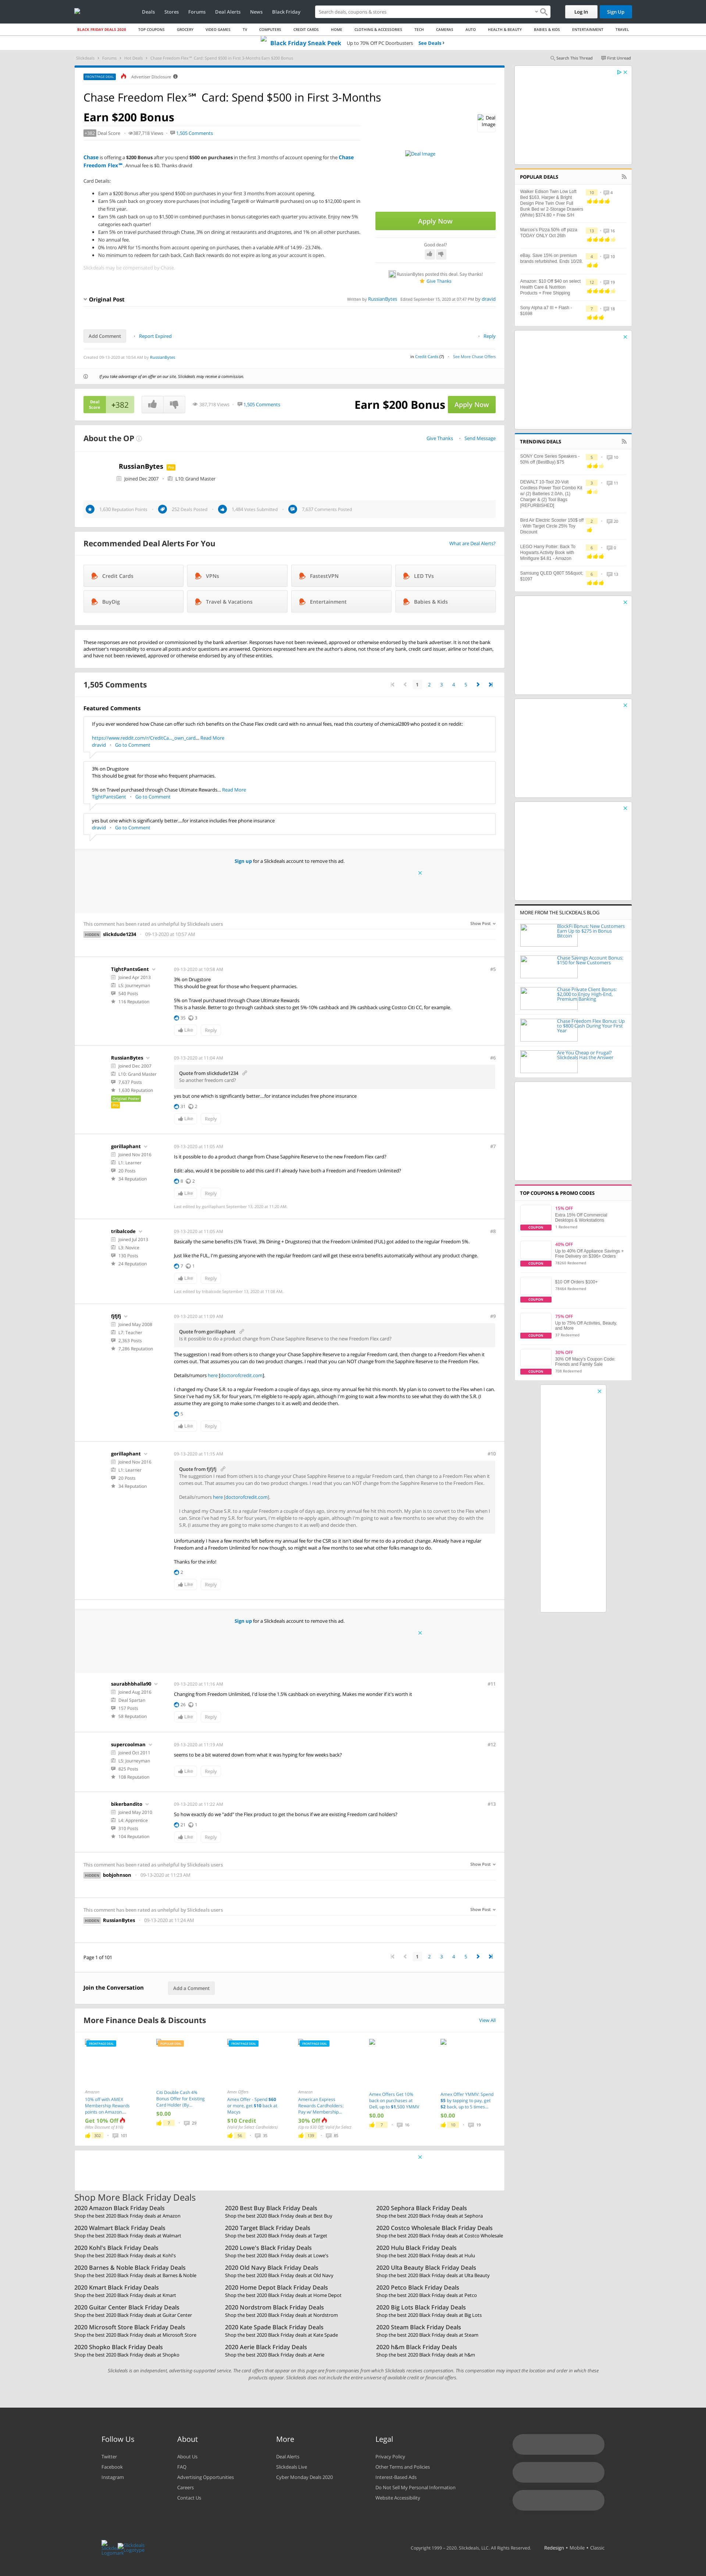 Deals Stores Forums Deal Alerts News Black Friday
Search deals, coupons & stores
Log In Sign Up
BLACK FRIDAY DEALS 2020 TOP COUPONS GROCERY VIDEO GAMES TV COMPUTERS CREDIT CARDS HOME CLOTHING & ACCESSORIES TECH CAMERAS AUTO HEALTH & BEAUTY BABIES & KIDS ENTERTAINMENT TRAVEL
Black Friday Sneak Peek Up to 70% Off PC Docbusters See Deals !
Slickdeals > Forums > Hot Deals > Chase Freedom Flex℠ Card: Spend $500 in First 3-Months Earn $200 Bonus
Search This Thread First Unread
FRONTPAGE DEAL Advertiser Disclosure
Chase Freedom Flex℠ Card: Spend $500 in First 3-Months
Earn $200 Bonus
+382 Deal Score 387,718 Views 1,505 Comments
Deal Image
Deal Image
Chase is offering a $200 Bonus after you spend $500 on purchases in the first 3 months of account opening for the Chase Freedom Flex℠. Annual fee is $0. Thanks dravid
Card Details:
Earn a $200 Bonus after you spend $500 on purchases in your first 3 months from account opening.
Earn 5% cash back on grocery store purchases (not including Target® or Walmart® purchases) on up to $12,000 spent in the first year.
Earn 5% cash back on up to $1,500 in combined purchases in bonus categories each quarter you activate. Enjoy new 5% categories each quarter!
Earn 5% on travel purchased through Chase, 3% on dining at restaurants and drugstores, and 1% on all other purchases.
No annual fee.
0% Intro APR for 15 months from account opening on purchases, then a variable APR of 14.99 - 23.74%.
No minimum to redeem for cash back. Cash Back rewards do not expire as long as your account is open.
Slickdeals may be compensated by Chase.
Apply Now
Good deal?
RussianBytes posted this deal. Say thanks!
Give Thanks
Original Post Written by RussianBytes Edited September 15, 2020 at 07:47 PM by dravid
Add Comment Report Expired Reply
Created 09-13-2020 at 10:54 AM by RussianBytes
in Credit Cards (7) See More Chase Offers
If you take advantage of an offer on our site, Slickdeals may receive a commission.
Deal Score +382 387,718 Views 1,505 Comments Earn $200 Bonus Apply Now
About the OP
Give Thanks Send Message
RussianBytes
Joined Dec 2007 L10: Grand Master
1,630 Reputation Points 252 Deals Posted 1,484 Votes Submitted 7,637 Comments Posted
Recommended Deal Alerts For You
What are Deal Alerts?
Credit Cards VPNs FastestVPN LED TVs
BuyDig Travel & Vacations Entertainment Babies & Kids
These responses are not provided or commissioned by the bank advertiser. Responses have not been reviewed, approved or otherwise endorsed by the bank advertiser. It is not the bank advertiser's responsibility to ensure all posts and/or questions are answered. Opinions expressed here are the author's alone, not those of any bank, credit card issuer, airline or hotel chain, and have not been reviewed, approved or otherwise endorsed by any of these entities.
1,505 Comments
1 2 3 4 5
Featured Comments
If you ever wondered how Chase can offer such rich benefits on the Chase Flex credit card with no annual fees, read this courtesy of chemical2809 who posted it on reddit:
https://www.reddit.com/r/CreditCa..._own_card... Read More
dravid Go to Comment
3% on Drugstore
This should be great for those who frequent pharmacies.
5% on Travel purchased through Chase Ultimate Rewards... Read More
TightPantsGent Go to Comment
yes but one which is significantly better....for instance includes free phone insurance
dravid Go to Comment
Sign up for a Slickdeals account to remove this ad.
This comment has been rated as unhelpful by Slickdeals users Show Post
HIDDEN slickdude1234 09-13-2020 at 10:57 AM
TightPantsGent
Joined Apr 2013
L5: Journeyman
544 Posts
116 Reputation
09-13-2020 at 10:59 AM #5
3% on Drugstore
This should be great for those who frequent pharmacies.
5% on Travel purchased through Chase Ultimate Rewards
This is a hassle. Better to go through cashback sites to get 5%-10% cashback and 3% cashback using Chase Costco Citi CC, for example.
35 5
Like Reply
RussianBytes
Joined Dec 2007
L10: Grand Master
7,637 Posts
1,630 Reputation
Original Poster
09-13-2020 at 11:04 AM #6
Quote from slickdude1234
So another freedom card?
yes but one which is significantly better....for instance includes free phone insurance
31 2
Like Reply
gorillaphant
Joined Nov 2016
L1: Learner
20 Posts
34 Reputation
09-13-2020 at 11:05 AM #7
Is it possible to do a product change from Chase Sapphire Reserve to the new Freedom Flex card?
Edit: also, would it be possible to add this card if I already have both a Freedom and Freedom Unlimited?
8 2
Like Reply
Last edited by gorillaphant September 13, 2020 at 11:25 AM.
tribalcode
Joined Jul 2013
L3: Novice
130 Posts
24 Reputation
09-13-2020 at 11:05 AM #8
Basically the same benefits (5% Travel, 3% Dining + Drugstores) that the Freedom Unlimited (FUL) got added to the regular Freedom 5%.
Just like the FUL, I'm guessing anyone with the regular freedom card will get these extra benefits automatically without any product change.
7 1
Like Reply
Last edited by tribalcode September 13, 2020 at 11:08 AM.
fjfjfj
Joined May 2008
L7: Teacher
2,363 Posts
7,286 Reputation
09-13-2020 at 11:09 AM #9
Quote from gorillaphant
Is it possible to do a product change from Chase Sapphire Reserve to the new Freedom Flex card?
The suggestion I read from others is to change your Chase Sapphire Reserve to a regular Freedom card, then change to a Freedom Flex when it comes out. That assumes you can do two product changes. I read that you can NOT change from the Sapphire Reserve to the Freedom Flex.
Details/rumors here [doctorofcredit.com].
I changed my Chase S.R. to a regular Freedom a couple of days ago, since my annual fee hit this month. My plan is to convert to the Flex when I can. Since I've had my S.R. for four years, I'm eligible to re-apply again, although I'm going to wait a few months to see what they do with the S.R. (I assume they are going to make some changes to it as well) and decide then.
5
Like Reply
gorillaphant
Joined Nov 2016
L1: Learner
20 Posts
34 Reputation
09-13-2020 at 11:15 AM #10
Quote from fjfjfj
The suggestion I read from others is to change your Chase Sapphire Reserve to a regular Freedom card, then change to a Freedom Flex when it comes out. That assumes you can do two product changes. I read that you can NOT change from the Sapphire Reserve to the Freedom Flex.
Details/rumors here [doctorofcredit.com].
I changed my Chase S.R. to a regular Freedom a couple of days ago, since my annual fee hit this month. My plan is to convert to the Flex when I can. Since I've had my S.R. for four years, I'm eligible to re-apply again, although I'm going to wait a few months to see what they do with the S.R. (I assume they are going to make some changes to it as well) and decide then.
Unfortunately I have a few months left before my annual fee for the CSR so it isn't ideal for me to do a product change. Already have a regular Freedom and a Freedom Unlimited for now though, so might wait a few months to see what other folks manage to do.
Thanks for the info!
2
Like Reply
Sign up for a Slickdeals account to remove this ad.
saurabhbhalla90
Joined Aug 2016
Deal Spartan
157 Posts
58 Reputation
09-13-2020 at 11:16 AM #11
Changing from Freedom Unlimited, I'd lose the 1.5% cashback on everything, Makes me wonder if it's worth it
26 1
Like Reply
supercoolman
Joined Oct 2011
L5: Journeyman
825 Posts
108 Reputation
09-13-2020 at 11:19 AM #12
seems to be a bit watered down from what it was hyping for few weeks back?
Like Reply
bikerbandito
Joined May 2010
L4: Apprentice
310 Posts
104 Reputation
09-13-2020 at 11:22 AM #13
So how exactly do we "add" the Flex product to get the bonus if we are existing Freedom card holders?
21 1
Like Reply
This comment has been rated as unhelpful by Slickdeals users Show Post
HIDDEN bobjohnson 09-13-2020 at 11:23 AM
This comment has been rated as unhelpful by Slickdeals users Show Post
HIDDEN RussianBytes 09-13-2020 at 11:24 AM
Page 1 of 101
1 2 3 4 5
Join the Conversation Add a Comment
More Finance Deals & Discounts View All
Amazon
10% off with AMEX Membership Rewards points on Amazon ...
Get 10% Off
302 101
Citi Double Cash 4% Bonus Offer for Existing Card Holder (By...
$0.00
7 29
Amex Offers
Amex Offer - Spend $60 or more, get $10 back at Macys
$10 Credit
Valid for Select Cardholders
56 35
Amazon
American Express Rewards Cardholders: Pay w/ Membership...
30% Off
Up to $30 Off; Valid for Select
139 85
Amex Offers Get 10% back on purchases at Dell, up to $1,500 YMMV
$0.00
7 16
Amex Offer YMMV: Spend $5 by tapping to pay, get $2 back, up to 5 times...
$0.00
10 19
Shop More Black Friday Deals
2020 Amazon Black Friday Deals
Shop the best 2020 Black Friday deals at Amazon
2020 Best Buy Black Friday Deals
Shop the best 2020 Black Friday deals at Best Buy
2020 Sephora Black Friday Deals
Shop the best 2020 Black Friday deals at Sephora
2020 Walmart Black Friday Deals
Shop the best 2020 Black Friday deals at Walmart
2020 Target Black Friday Deals
Shop the best 2020 Black Friday deals at Target
2020 Costco Wholesale Black Friday Deals
Shop the best 2020 Black Friday deals at Costco Wholesale
2020 Kohl's Black Friday Deals
Shop the best 2020 Black Friday deals at Kohl's
2020 Lowe's Black Friday Deals
Shop the best 2020 Black Friday deals at Lowe's
2020 Hulu Black Friday Deals
Shop the best 2020 Black Friday deals at Hulu
2020 Barnes & Noble Black Friday Deals
Shop the best 2020 Black Friday deals at Barnes & Noble
2020 Old Navy Black Friday Deals
Shop the best 2020 Black Friday deals at Old Navy
2020 Ulta Beauty Black Friday Deals
Shop the best 2020 Black Friday deals at Ulta Beauty
2020 Kmart Black Friday Deals
Shop the best 2020 Black Friday deals at Kmart
2020 Home Depot Black Friday Deals
Shop the best 2020 Black Friday deals at Home Depot
2020 Petco Black Friday Deals
Shop the best 2020 Black Friday deals at Petco
2020 Guitar Center Black Friday Deals
Shop the best 2020 Black Friday deals at Guitar Center
2020 Nordstrom Black Friday Deals
Shop the best 2020 Black Friday deals at Nordstrom
2020 Big Lots Black Friday Deals
Shop the best 2020 Black Friday deals at Big Lots
2020 Microsoft Store Black Friday Deals
Shop the best 2020 Black Friday deals at Microsoft Store
2020 Kate Spade Black Friday Deals
Shop the best 2020 Black Friday deals at Kate Spade
2020 Steam Black Friday Deals
Shop the best 2020 Black Friday deals at Steam
2020 Shopko Black Friday Deals
Shop the best 2020 Black Friday deals at Shopko
2020 Aerie Black Friday Deals
Shop the best 2020 Black Friday deals at Aerie
2020 h&m Black Friday Deals
Shop the best 2020 Black Friday deals at h&m
Slickdeals is an independent, advertising supported service. The card offers that appear on this page are from companies from which Slickdeals receives compensation. This compensation may impact the location and order in which these products appear. Slickdeals does not include the entire universe of available credit or financial offers.
POPULAR DEALS
Walker Edison Twin Low Loft Bed $163, Harper & Bright Design Pine Twin Over Full Bunk Bed w/ 2-Storage Drawers (White) $374.80 + Free S/H
10 4
Marcos's Pizza 50% off pizza TODAY ONLY Oct 26th
13 16
eBay: Save 15% on premium brands refurbished. Ends 10/28
Amazon: $10 Off $40 on select Health Care & Nutrition Products + Free Shipping
Sony Alpha a7 III + Flash - $1698
7 18
TRENDING DEALS
SONY Core Series Speakers - 50% off (BestBuy) $75
5 10
DEWALT 10-Tool 20-Volt Cordless Power Tool Combo Kit w/ (2) Batteries 2.0Ah, (1) Charger & (2) Tool Bags [REFURBISHED]
3 11
Bird Air Electric Scooter 150$ off - With Target Circle 25% Toy Discount
2 20
LEGO Harry Potter: Back To Hogwarts Activity Book with Minifigure $4.61 - Amazon
6 5
Samsung QLED Q80T 55&quot; $1097
6 13
MORE FROM THE SLICKDEALS BLOG
BlockFi Bonus: New Customers Earn Up to $275 in Bonus Bitcoin
Chase Savings Account Bonus: $150 for New Customers
Chase Private Client Bonus: $2,000 to Enjoy High-End, Premium Banking
Chase Freedom Flex Bonus: Up to $800 Cash During Your First Year
Are You Cheap or Frugal? Slickdeals Has the Answer
TOP COUPONS & PROMO CODES
15% OFF
Extra 15% Off Commercial Desktops & Workstations
1 Redeemed
COUPON
40% OFF
Up to 40% Off Appliance Savings + Free Delivery on $396+ Orders
COUPON
$10 Off Orders $100+
COUPON
75% OFF
Up to 75% Off Activities, Beauty, and More
COUPON
30% OFF
30% Off Macy's Coupon Code: Friends and Family Sale
COUPON
Follow Us
Twitter
Facebook
Instagram
About
About Us
FAQ
Advertising Opportunities
Careers
Contact Us
More
Deal Alerts
Slickdeals Live
Cyber Monday Deals 2020
Legal
Privacy Policy
Other Terms and Policies
Interest-Based Ads
Do Not Sell My Personal Information
Website Accessibility
Copyright 1999 - 2020. Slickdeals, LLC. All Rights Reserved. Redesign • Mobile • Classic